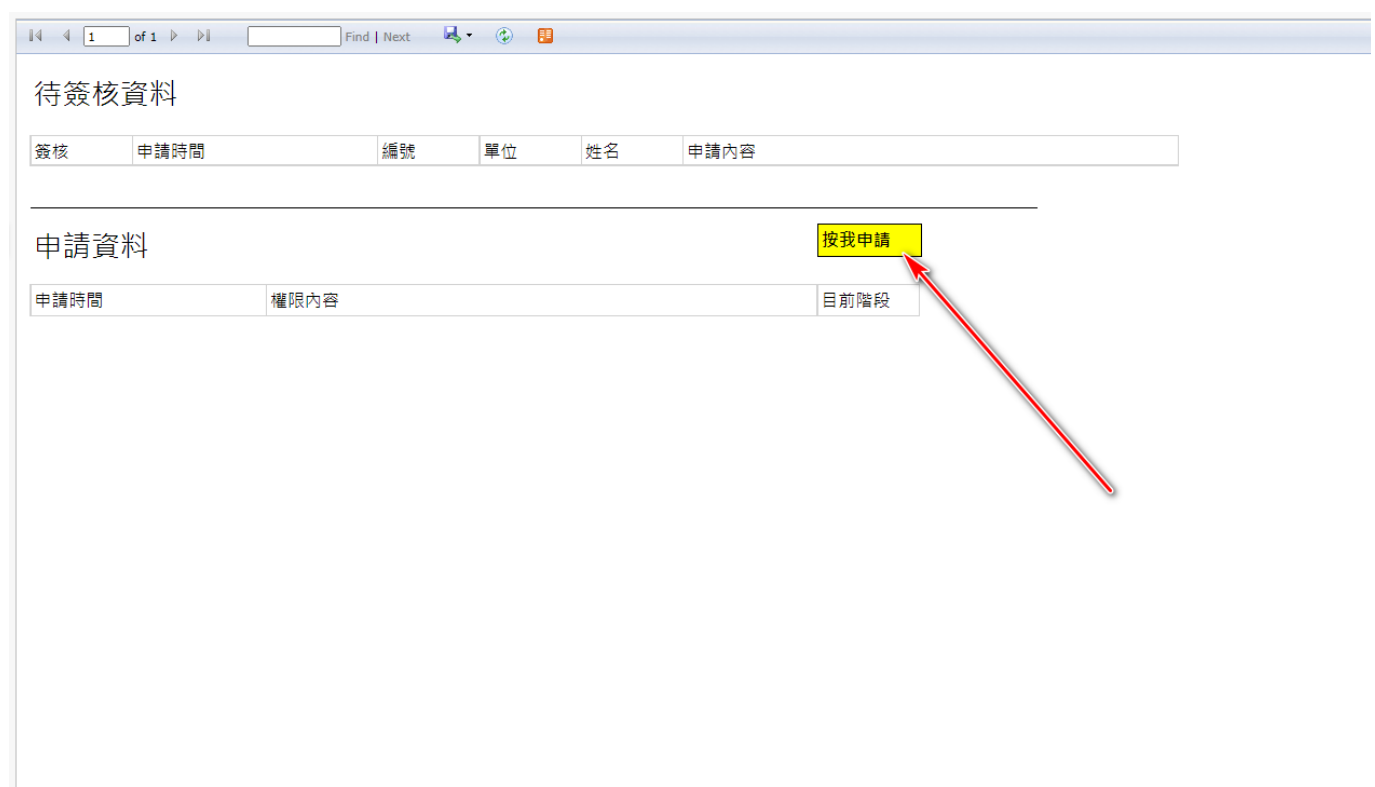 1 of 1 Find | Next
待簽核資料
簽核 申請時間 編號 單位 姓名 申請內容
申請資料 按我申請
申請時間 權限內容 目前階段